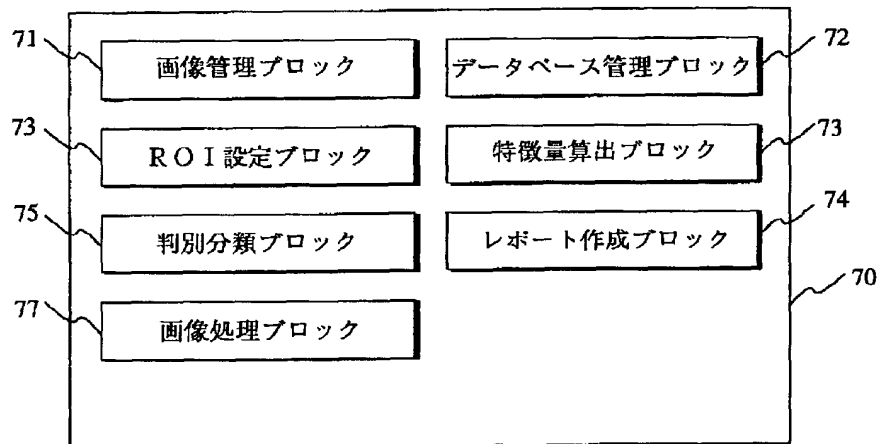 71 画像管理ブロック データベース管理ブロック 72
73 ROI設定ブロック 特徴量算出ブロック 73
75 判別分類ブロック レポート作成ブロック 74
77 画像処理ブロック
70